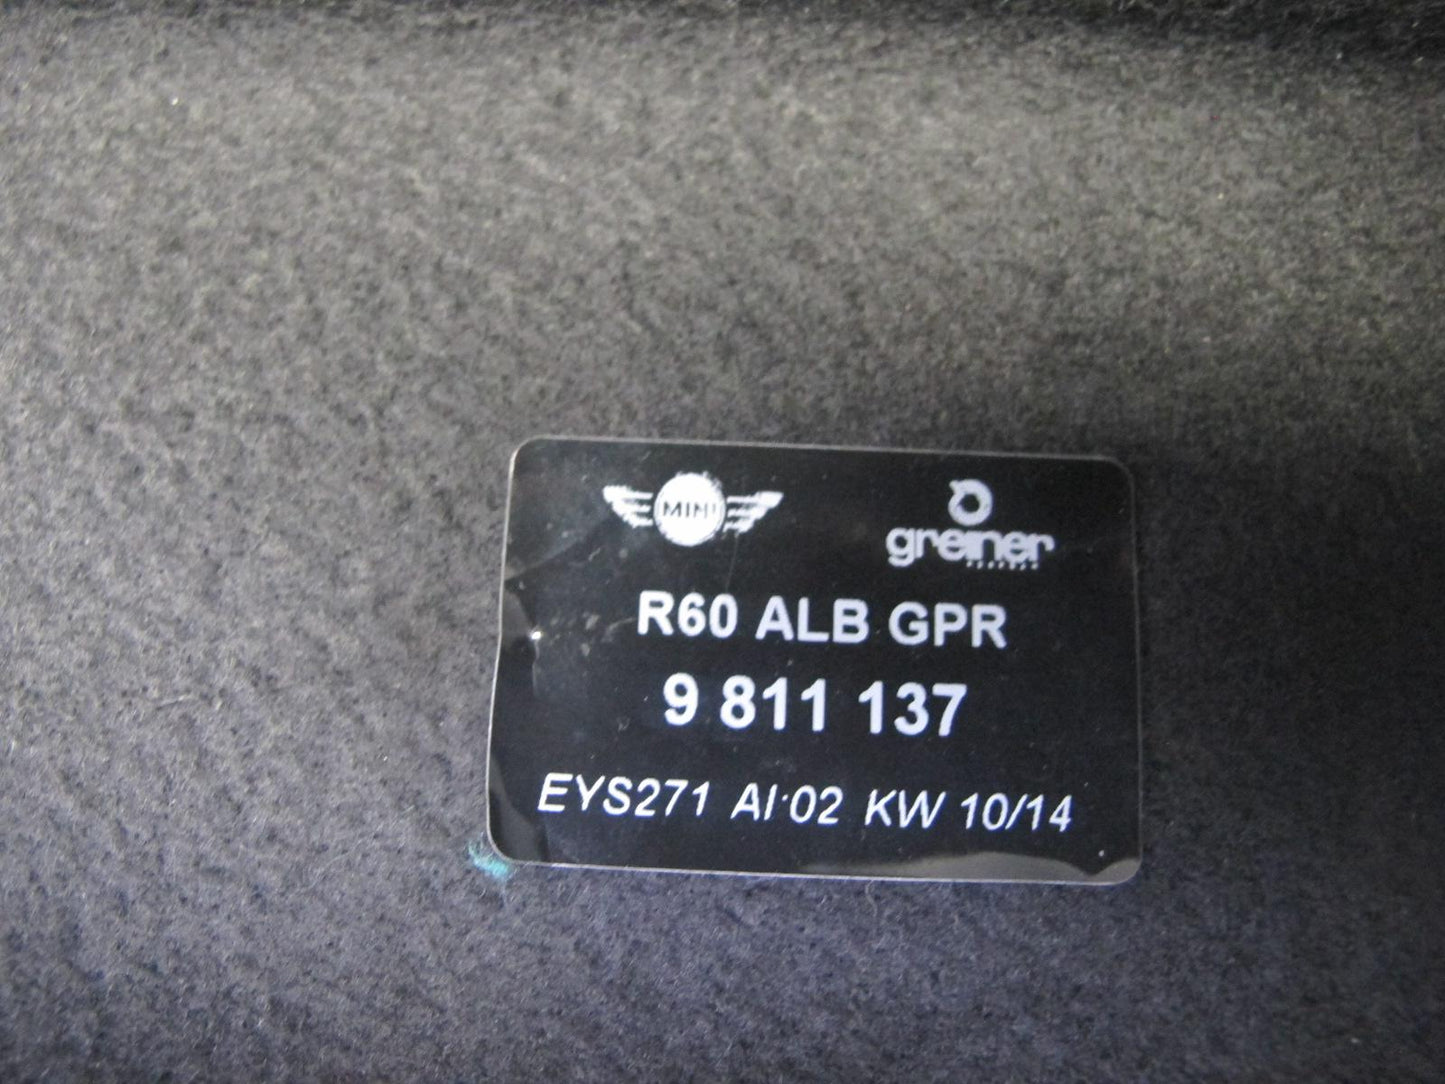 MINI
greiner
R60 ALB GPR
9 811 137
EYS271 AI:02 KW 10/14